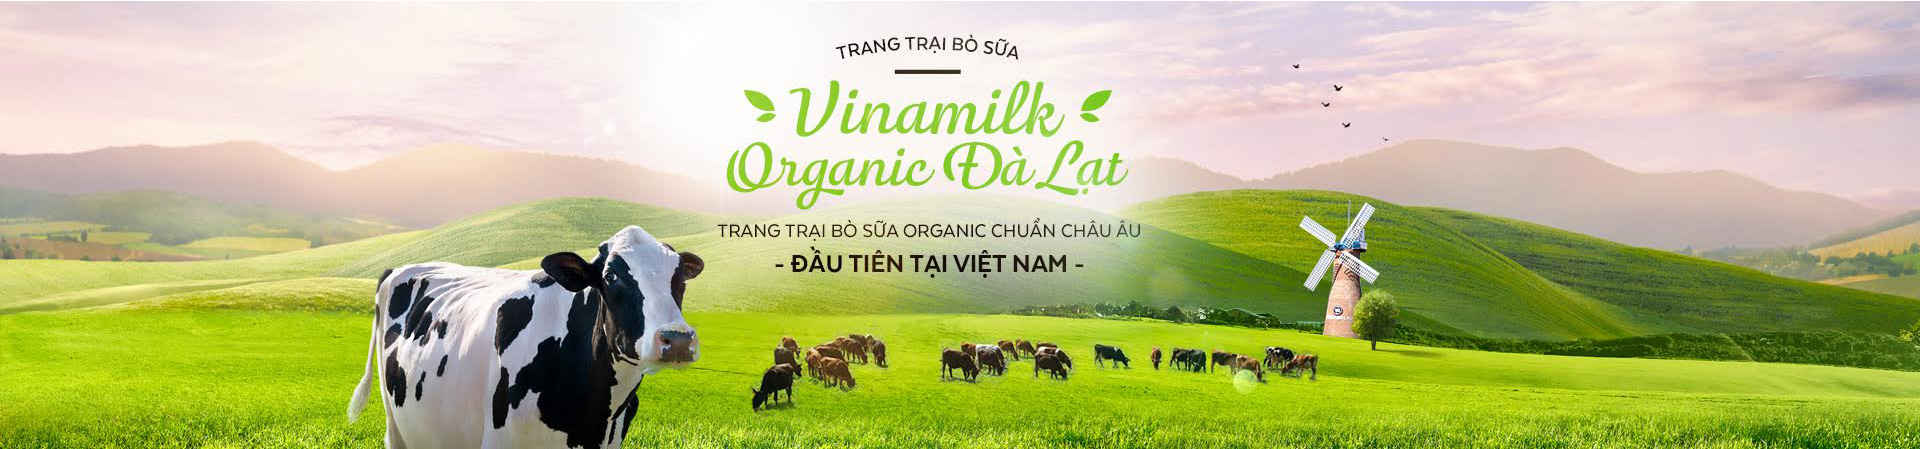 TRANG TRẠI BÒ SỮA
Vinamilk
Organic Đà Lạt
TRANG TRẠI BÒ SỮA ORGANIC CHUẨN CHÂU ÂU
- ĐẦU TIÊN TẠI VIỆT NAM -